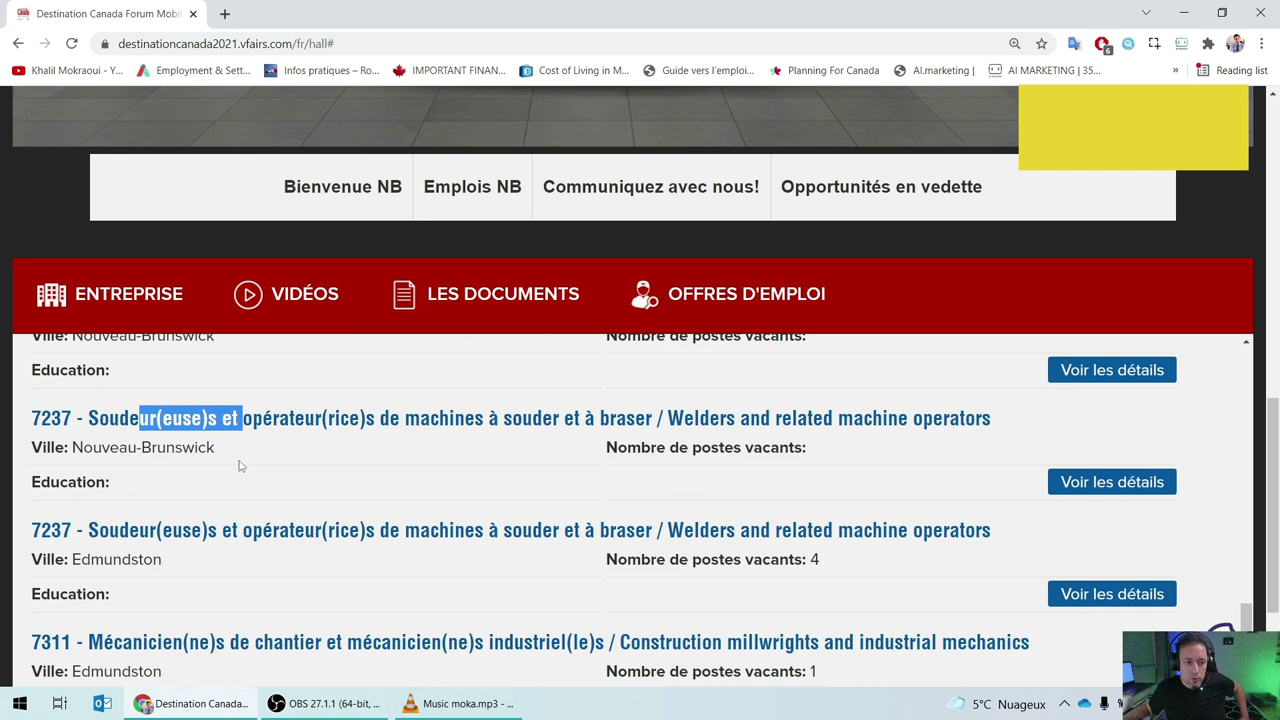 Destination Canada Forum Mobil
destinationcanada2021.vfairs.com/fr/hall#
6
Khalil Mokraoui - Y...
Employment & Sett...
Infos pratiques – Ro...
IMPORTANT FINAN...
Cost of Living in M...
Guide vers l'emploi...
Planning For Canada
AI.marketing |
AI MARKETING | 35...
»
Reading list
Bienvenue NB
Emplois NB
Communiquez avec nous!
Opportunités en vedette
ENTREPRISE
VIDÉOS
LES DOCUMENTS
OFFRES D'EMPLOI
Ville: Nouveau-Brunswick
Nombre de postes vacants:
Education:
Voir les détails
7237 - Soudeur(euse)s et opérateur(rice)s de machines à souder et à braser / Welders and related machine operators
Ville: Nouveau-Brunswick
Nombre de postes vacants:
Education:
Voir les détails
7237 - Soudeur(euse)s et opérateur(rice)s de machines à souder et à braser / Welders and related machine operators
Ville: Edmundston
Nombre de postes vacants: 4
Education:
Voir les détails
7311 - Mécanicien(ne)s de chantier et mécanicien(ne)s industriel(le)s / Construction millwrights and industrial mechanics
Ville: Edmundston
Nombre de postes vacants: 1
Destination Canada...
OBS 27.1.1 (64-bit, ...
Music moka.mp3 - ...
5°C Nuageux